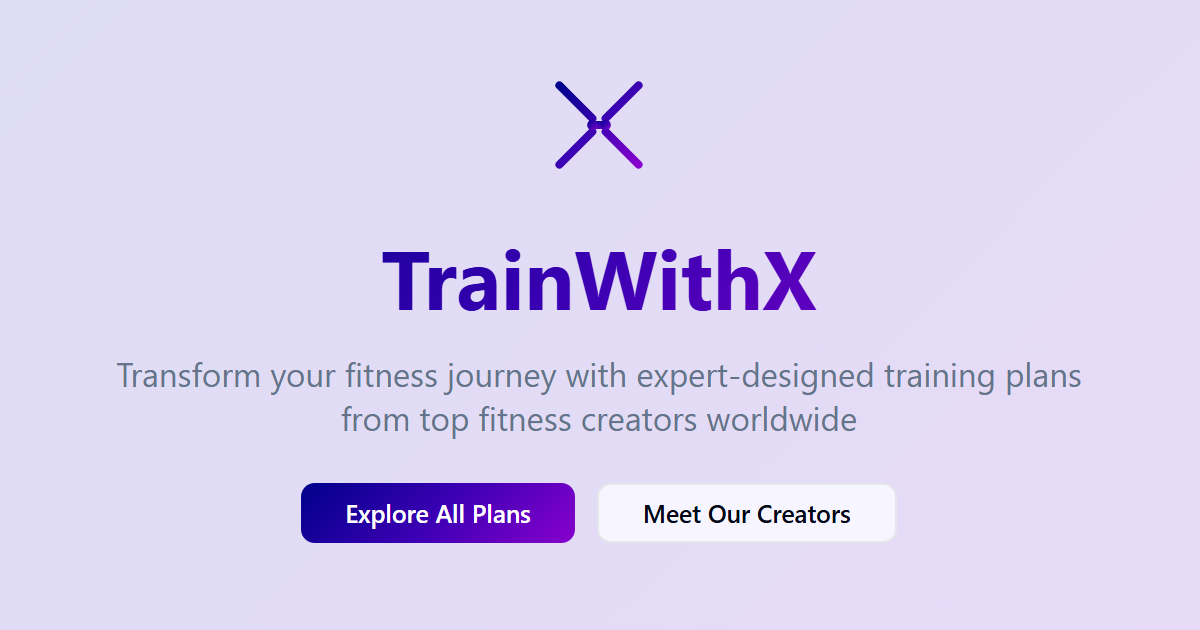 TrainWithX
Transform your fitness journey with expert-designed training plans
from top fitness creators worldwide
Explore All Plans
Meet Our Creators